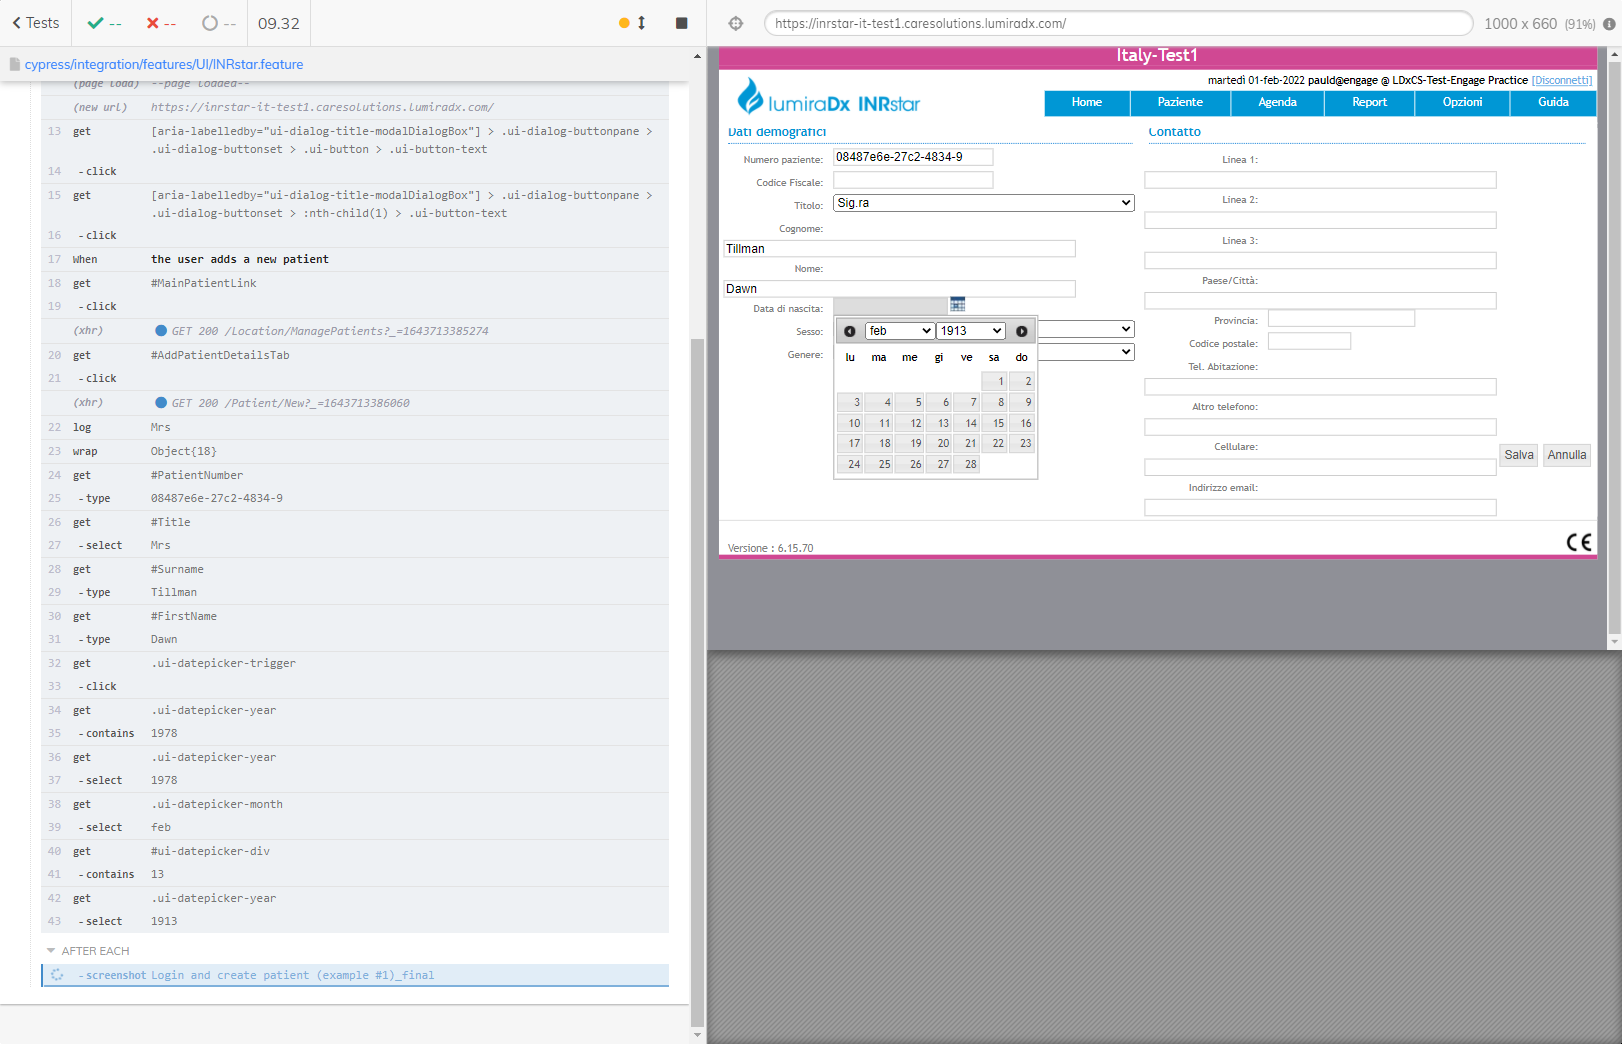 Tests
--
--
--
09.32
cypress/integration/features/UI/INRstar.feature
(page load) --page loaded--
(new url) https://inrstar-it-test1.caresolutions.lumiradx.com/
13 get [aria-labelledby="ui-dialog-title-modalDialogBox"] > .ui-dialog-buttonpane >
.ui-dialog-buttonset > .ui-button > .ui-button-text
14 -click
15 get [aria-labelledby="ui-dialog-title-modalDialogBox"] > .ui-dialog-buttonpane >
.ui-dialog-buttonset > :nth-child(1) > .ui-button-text
16 -click
17 When the user adds a new patient
18 get #MainPatientLink
19 -click
(xhr) GET 200 /Location/ManagePatients?_=1643713385274
20 get #AddPatientDetailsTab
21 -click
(xhr) GET 200 /Patient/New?_=1643713386060
22 log Mrs
23 wrap Object{18}
24 get #PatientNumber
25 -type 08487e6e-27c2-4834-9
26 get #Title
27 -select Mrs
28 get #Surname
29 -type Tillman
30 get #FirstName
31 -type Dawn
32 get .ui-datepicker-trigger
33 -click
34 get .ui-datepicker-year
35 -contains 1978
36 get .ui-datepicker-year
37 -select 1978
38 get .ui-datepicker-month
39 -select feb
40 get #ui-datepicker-div
41 -contains 13
42 get .ui-datepicker-year
43 -select 1913
AFTER EACH
-screenshot Login and create patient (example #1)_final
https://inrstar-it-test1.caresolutions.lumiradx.com/
1000 x 660 (91%)
Italy-Test1
martedì 01-feb-2022 pauld@engage @ LDxCS-Test-Engage Practice [Disconnetti]
lumiraDx INRstar
Home Paziente Agenda Report Opzioni Guida
Dati demografici
Numero paziente: 08487e6e-27c2-4834-9
Codice Fiscale:
Titolo: Sig.ra
Cognome:
Tillman
Nome:
Dawn
Data di nascita:
Sesso:
Genere:
feb 1913
lu ma me gi ve sa do
1 2
3 4 5 6 7 8 9
10 11 12 13 14 15 16
17 18 19 20 21 22 23
24 25 26 27 28
Contatto
Linea 1:
Linea 2:
Linea 3:
Paese/Città:
Provincia:
Codice postale:
Tel. Abitazione:
Altro telefono:
Cellulare:
Indirizzo email:
Salva Annulla
Versione : 6.15.70
CE